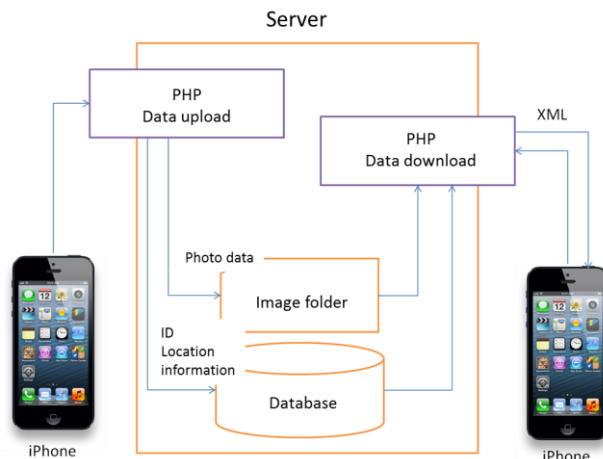 Server
PHP
Data upload
PHP
Data download
XML
Photo data
Image folder
ID
Location
information
Database
iPhone
iPhone